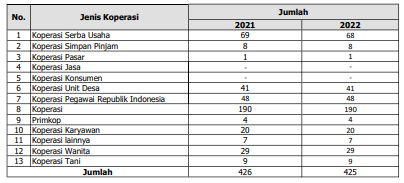 No. Jenis Koperasi Jumlah
2021 2022
1 Koperasi Serba Usaha 69 68
2 Koperasi Simpan Pinjam 8 8
3 Koperasi Pasar 1 1
4 Koperasi Jasa - -
5 Koperasi Konsumen - -
6 Koperasi Unit Desa 41 41
7 Koperasi Pegawai Republik Indonesia 48 48
8 Koperasi 190 190
9 Primkop 4 4
10 Koperasi Karyawan 20 20
11 Koperasi lainnya 7 7
12 Koperasi Wanita 29 29
13 Koperasi Tani 9 9
Jumlah 426 425